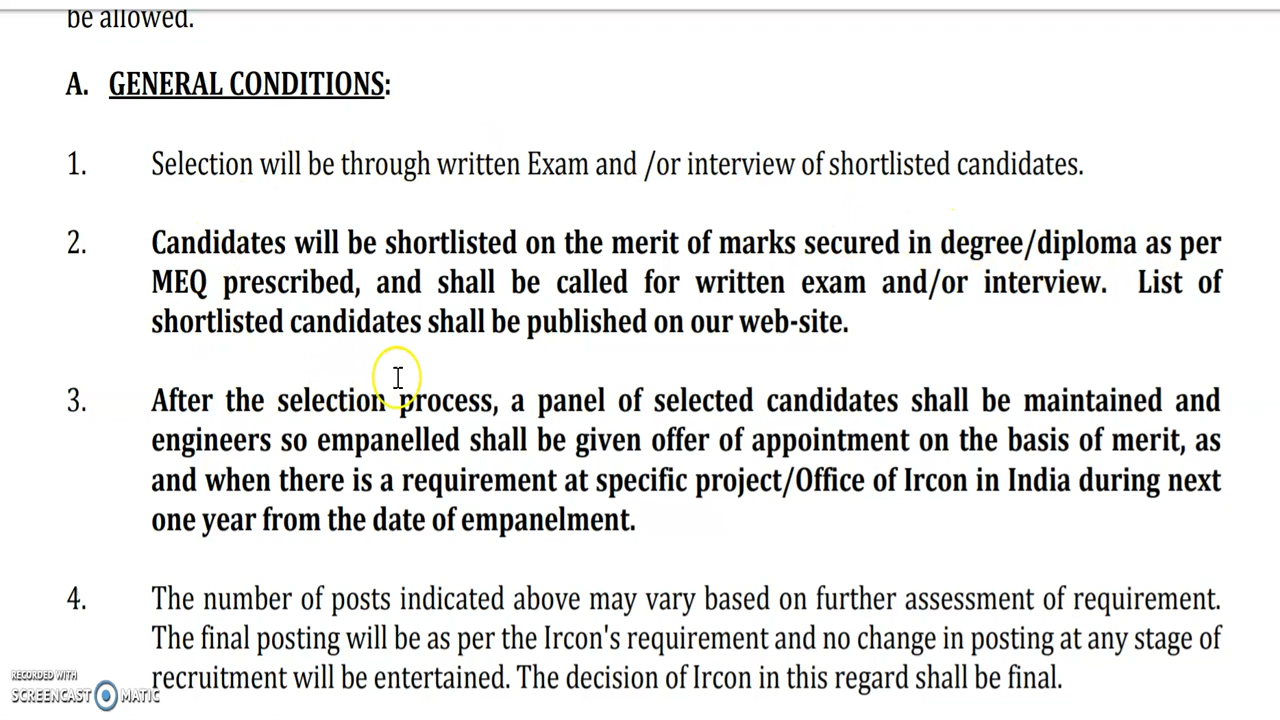 be allowed.
A. GENERAL CONDITIONS:
1. Selection will be through written Exam and /or interview of shortlisted candidates.
2. Candidates will be shortlisted on the merit of marks secured in degree/diploma as per
MEQ prescribed, and shall be called for written exam and/or interview. List of
shortlisted candidates shall be published on our web-site.
3. After the selection process, a panel of selected candidates shall be maintained and
engineers so empanelled shall be given offer of appointment on the basis of merit, as
and when there is a requirement at specific project/Office of Ircon in India during next
one year from the date of empanelment.
4. The number of posts indicated above may vary based on further assessment of requirement.
The final posting will be as per the Ircon's requirement and no change in posting at any stage of
recruitment will be entertained. The decision of Ircon in this regard shall be final.
RECORDED WITH
SCREENCAST MATIC